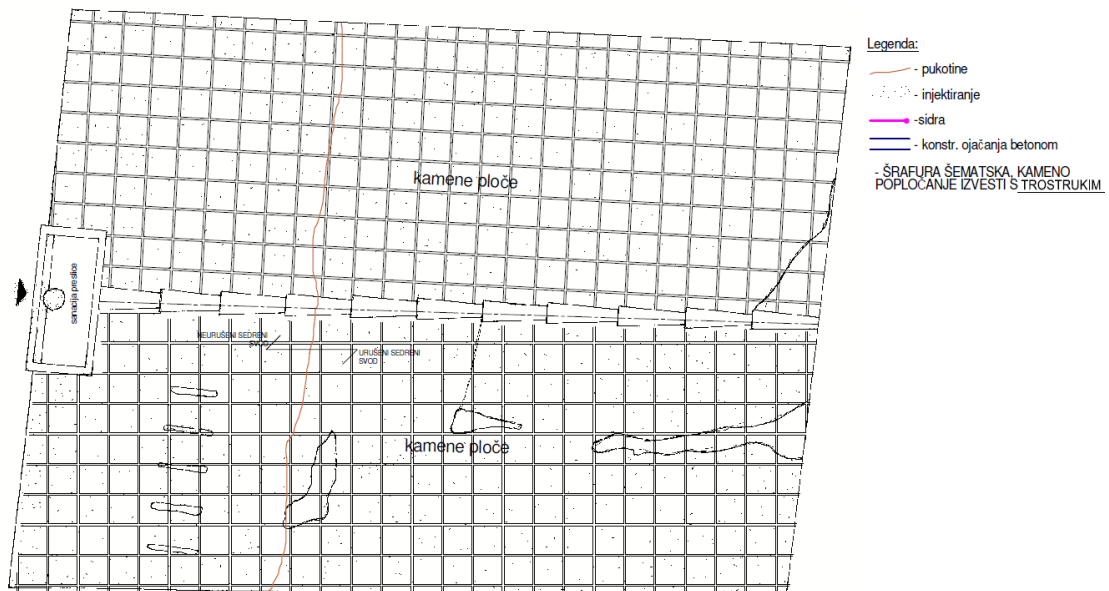 Legenda:
- pukotine
- injektiranje
-sidra
- konstr. ojačanja betonom
- ŠRAFURA ŠEMATSKA, KAMENO
POPLOČANJE IZVESTI S TROSTRUKIM
kamene ploče
sanacija prestice
NEURUŠENI SEDRENI
SVOD
URUŠENI SEDRENI
SVOD
kamene ploče